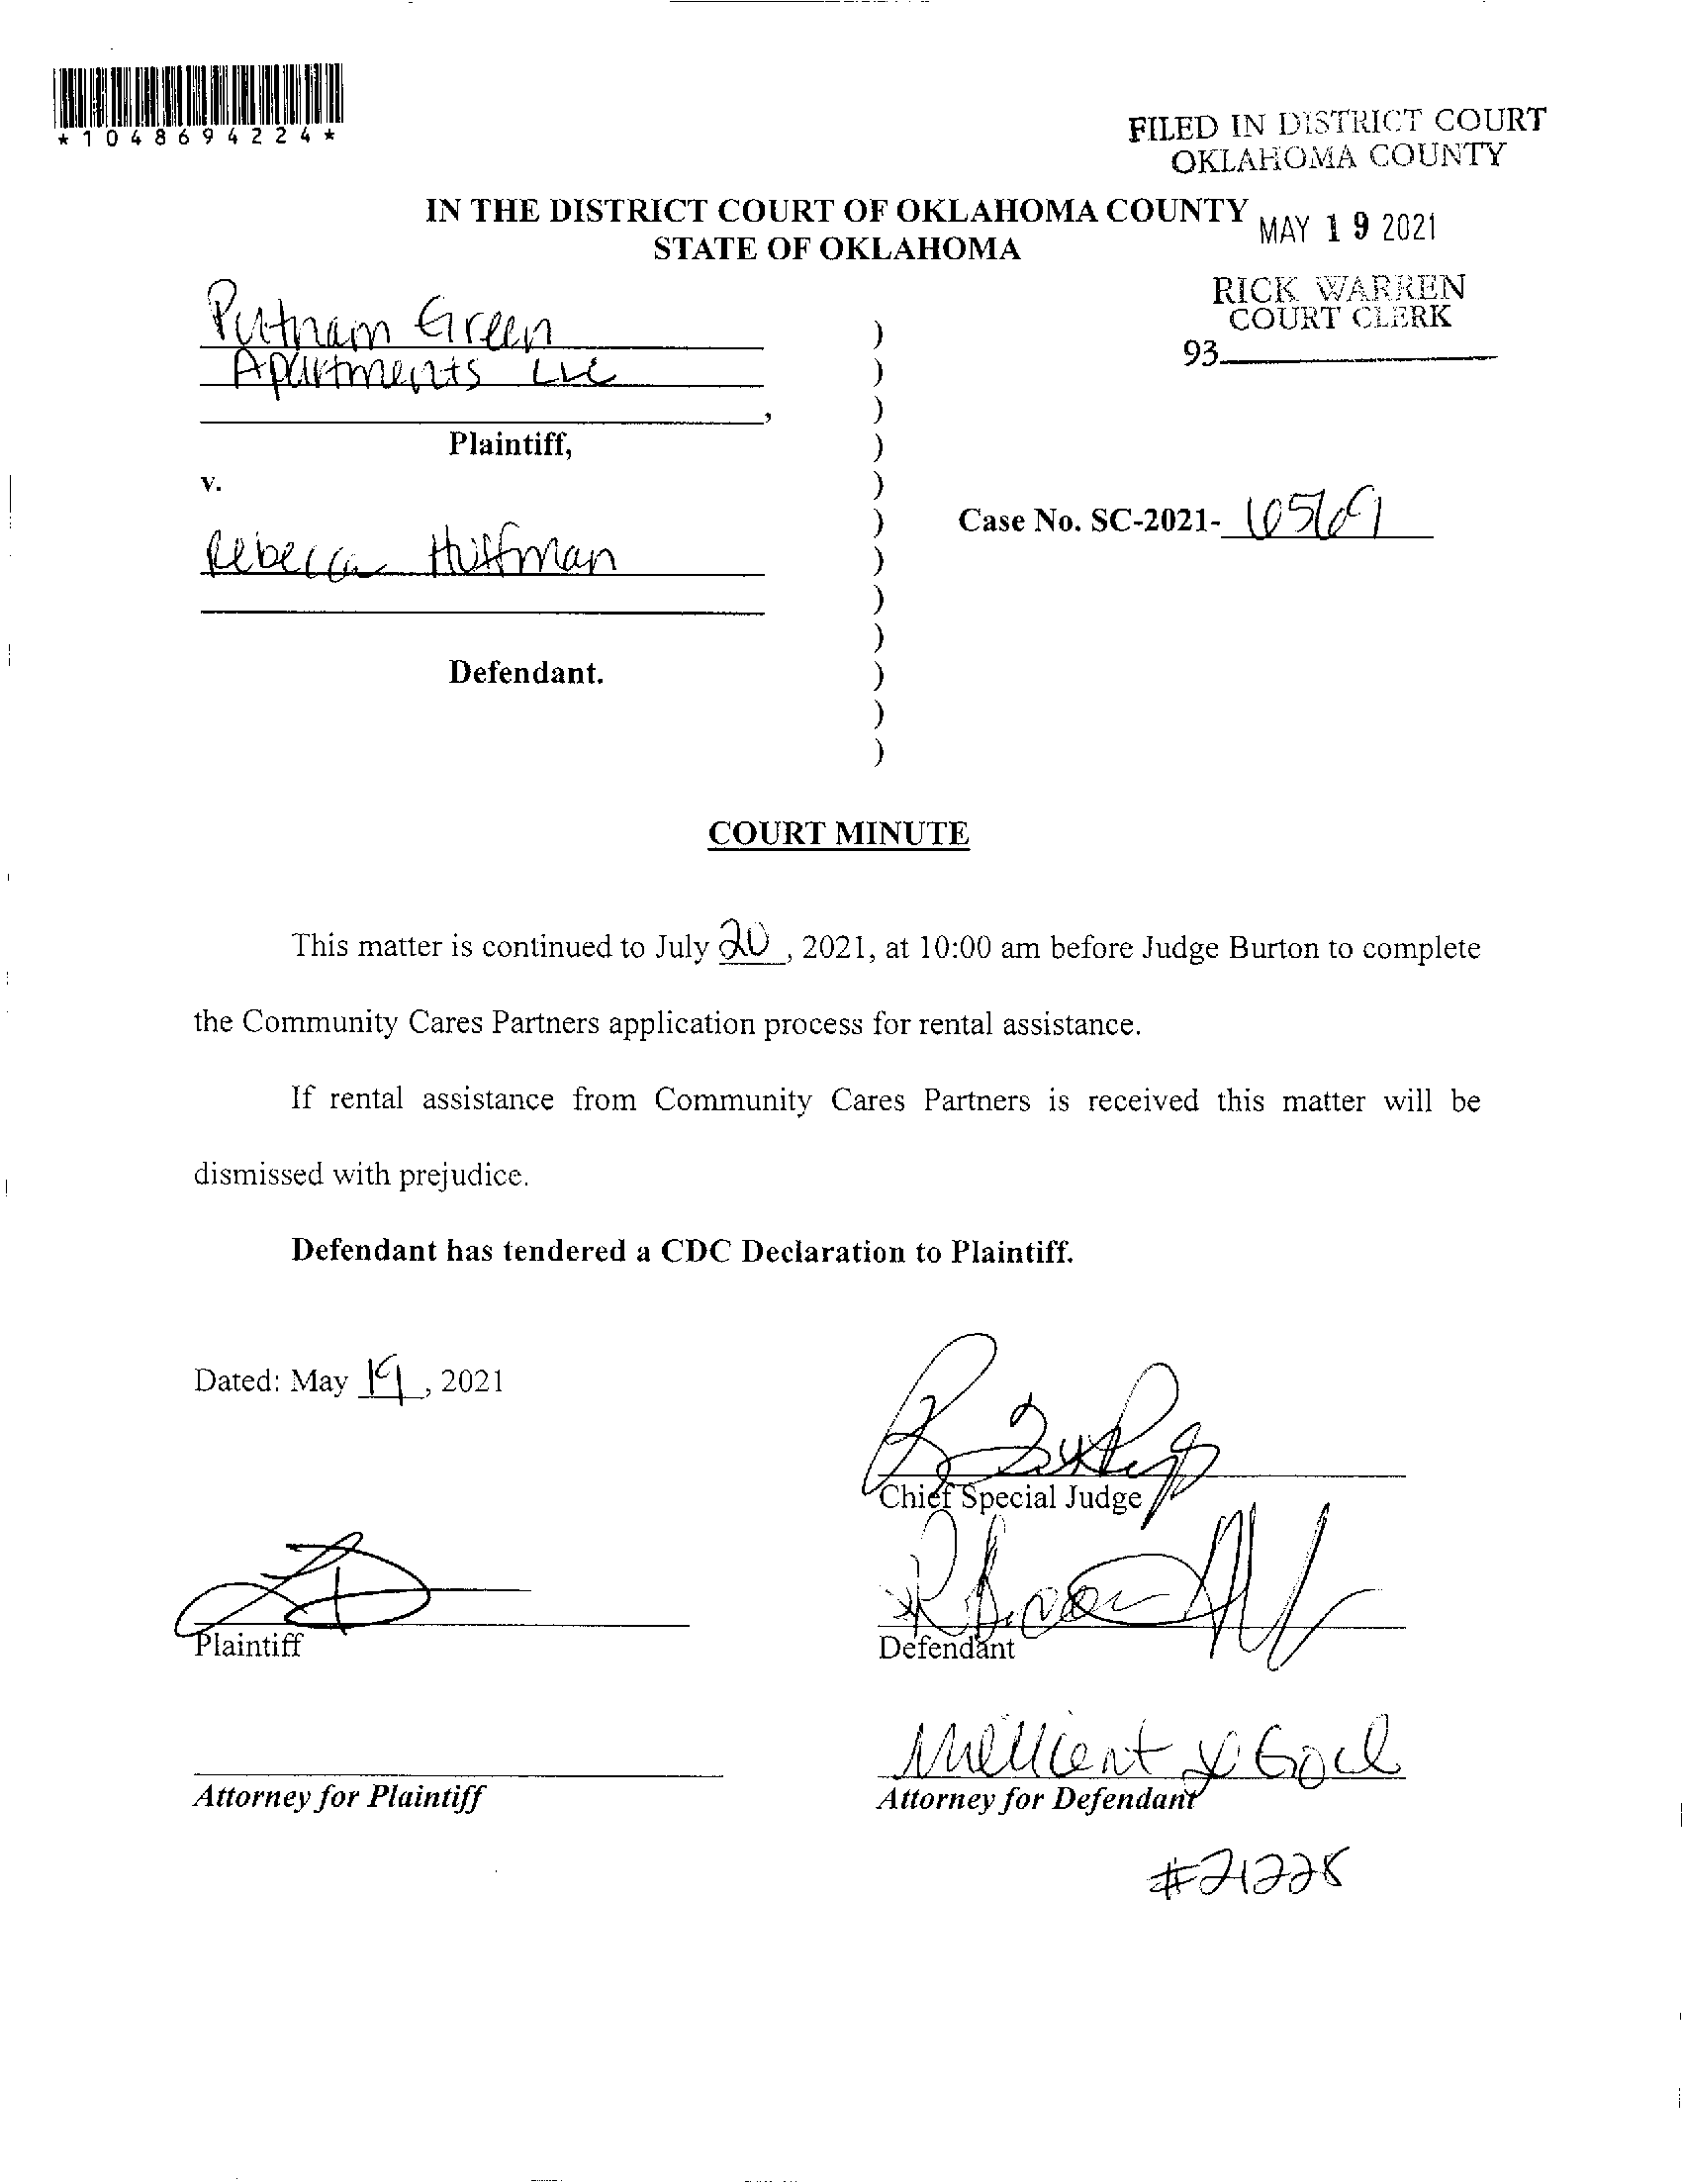 *1048694224*
FILED IN DISTRICT COURT
OKLAHOMA COUNTY
IN THE DISTRICT COURT OF OKLAHOMA COUNTY
STATE OF OKLAHOMA
MAY 19 2021
RICK WARREN
COURT CLERK
93
Putnam Green
Apartments LLC
,
Plaintiff,
v.
Case No. SC-2021- 6569
Rebecca Huffman
Defendant.
COURT MINUTE
This matter is continued to July 20, 2021, at 10:00 am before Judge Burton to complete
the Community Cares Partners application process for rental assistance.
If rental assistance from Community Cares Partners is received this matter will be
dismissed with prejudice.
Defendant has tendered a CDC Declaration to Plaintiff.
Dated: May 19, 2021
Chief Special Judge
Plaintiff
Defendant
Millicent
Attorney for Plaintiff
Attorney for Defendant
#21228